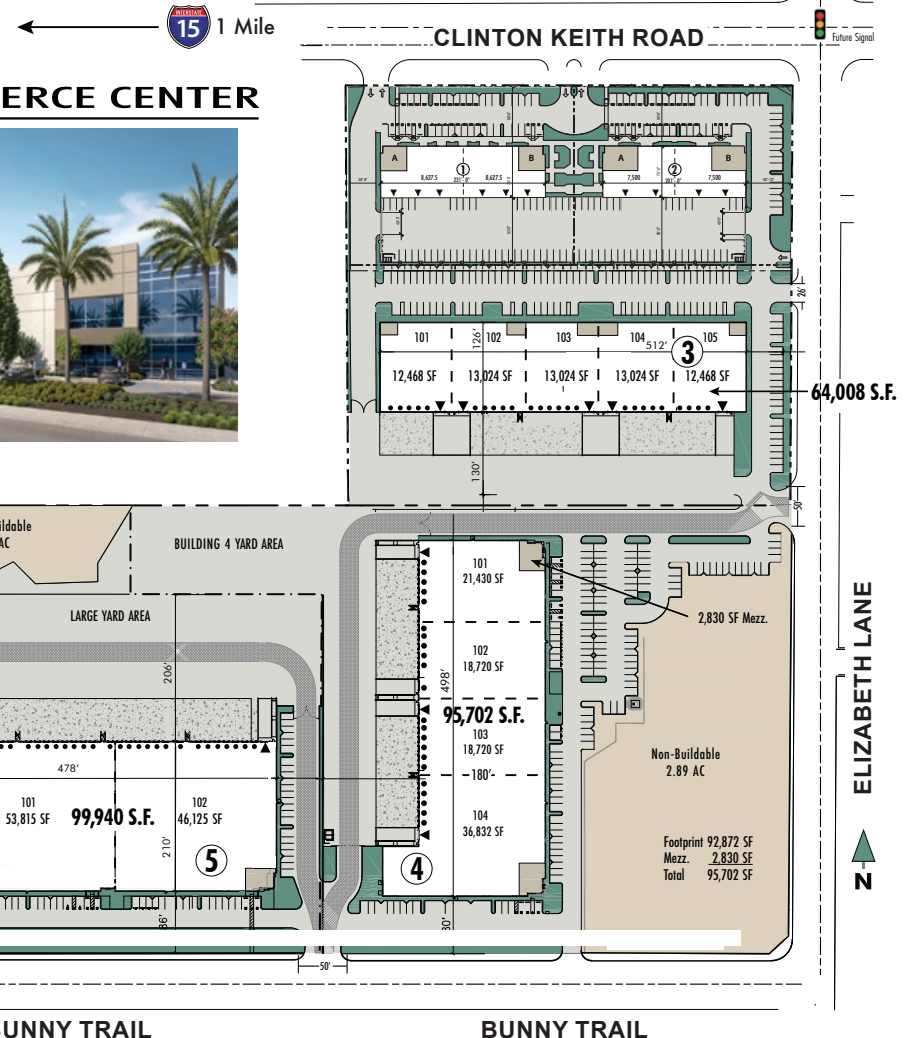 INTERSTATE
15
1 Mile
CLINTON KEITH ROAD
Future Signal
ERCE CENTER
A
1
B
A
2
B
8,627.5
8,627.5
7,500
7,500
26'
101
102
103
104
105
126'
512'
3
12,468 SF
13,024 SF
13,024 SF
13,024 SF
12,468 SF
64,008 S.F.
130'
50'
ildable
AC
BUILDING 4 YARD AREA
101
21,430 SF
LARGE YARD AREA
2,830 SF Mezz.
206'
102
18,720 SF
498'
95,702 S.F.
103
18,720 SF
180'
478'
Non-Buildable
2.89 AC
101
53,815 SF
99,940 S.F.
102
46,125 SF
104
36,832 SF
210'
5
4
Footprint 92,872 SF
Mezz. 2,830 SF
Total 95,702 SF
ELIZABETH LANE
N
50'
BUNNY TRAIL
BUNNY TRAIL